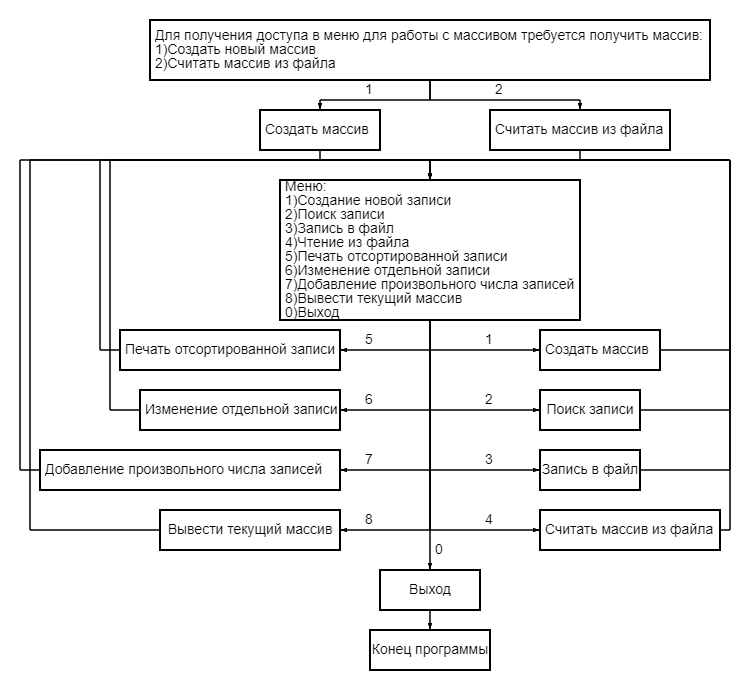 Для получения доступа в меню для работы с массивом требуется получить массив:
1)Создать новый массив
2)Считать массив из файла
1
2
Создать массив
Считать массив из файла
Меню:
1)Создание новой записи
2)Поиск записи
3)Запись в файл
4)Чтение из файла
5)Печать отсортированной записи
6)Изменение отдельной записи
7)Добавление произвольного числа записей
8)Вывести текущий массив
0)Выход
Печать отсортированной записи
5
1
Создать массив
Изменение отдельной записи
6
2
Поиск записи
Добавление произвольного числа записей
7
3
Запись в файл
Вывести текущий массив
8
4
Считать массив из файла
0
Выход
Конец программы